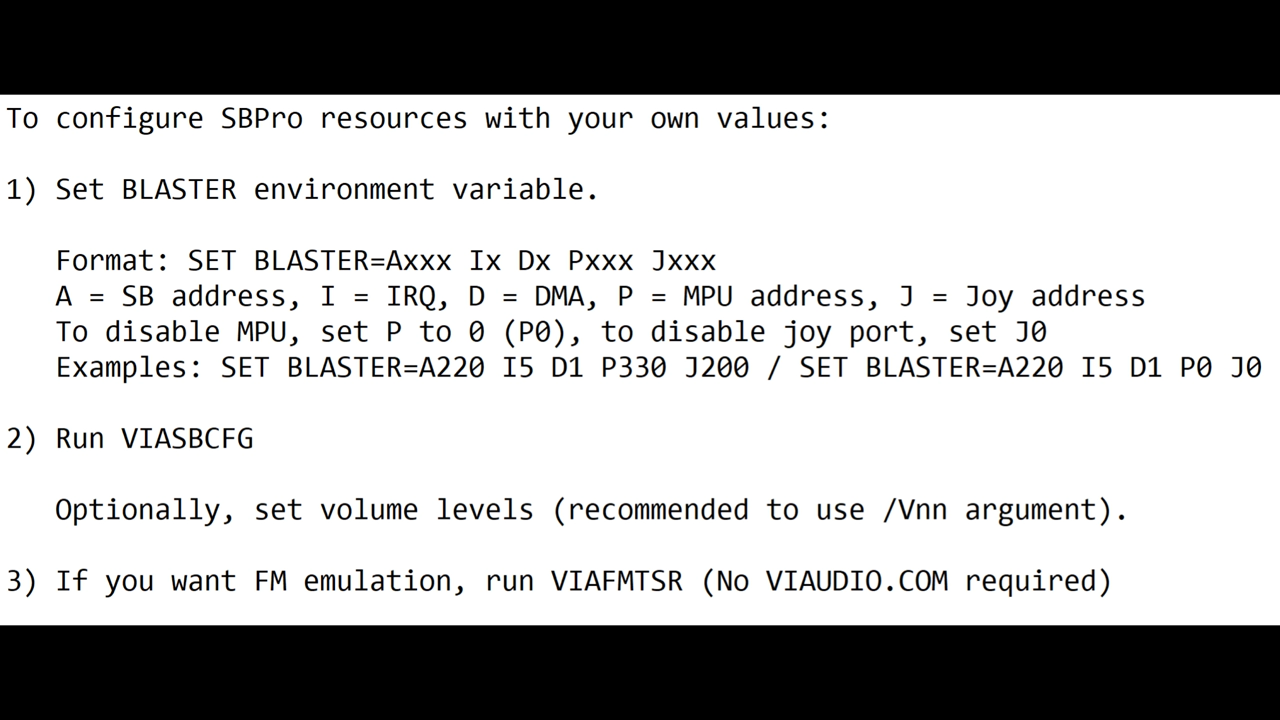 To configure SBPro resources with your own values:
1) Set BLASTER environment variable.
Format: SET BLASTER=Axxx Ix Dx Pxxx Jxxx
A = SB address, I = IRQ, D = DMA, P = MPU address, J = Joy address
To disable MPU, set P to 0 (P0), to disable joy port, set J0
Examples: SET BLASTER=A220 I5 D1 P330 J200 / SET BLASTER=A220 I5 D1 P0 J0
2) Run VIASBCFG
Optionally, set volume levels (recommended to use /Vnn argument).
3) If you want FM emulation, run VIAFMTSR (No VIAUDIO.COM required)